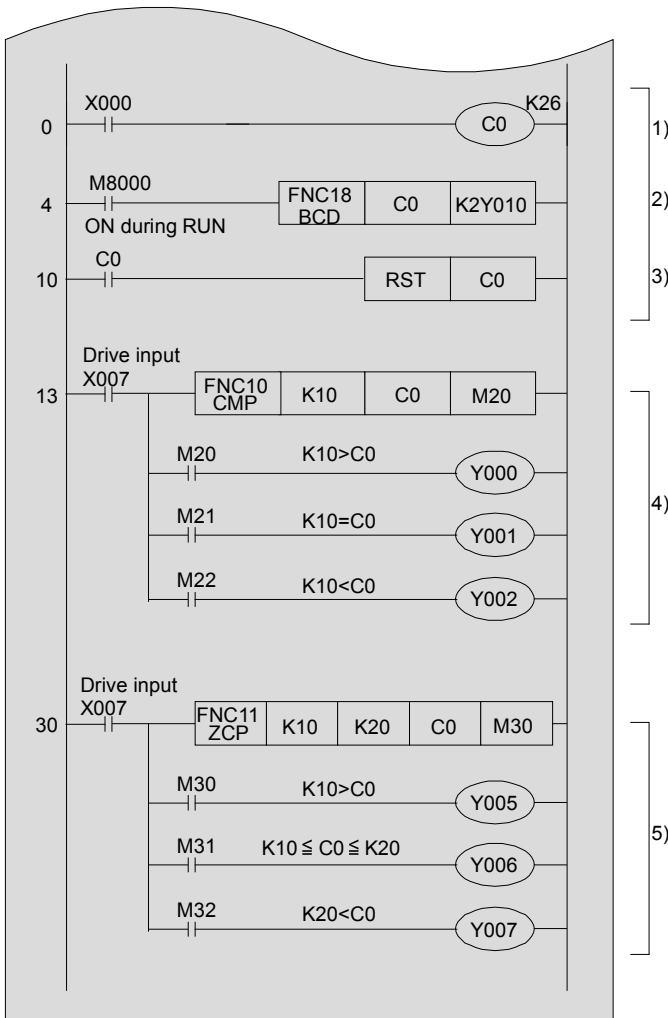 X000
K26
0
C0
1)
M8000
4
FNC18
BCD
C0
K2Y010
2)
ON during RUN
C0
10
RST
C0
3)
Drive input
X007
13
FNC10
CMP
K10
C0
M20
M20
K10>C0
Y000
M21
K10=C0
Y001
4)
M22
K10<C0
Y002
Drive input
X007
30
FNC11
ZCP
K10
K20
C0
M30
M30
K10>C0
Y005
M31
K10≦C0≦K20
Y006
5)
M32
K20<C0
Y007